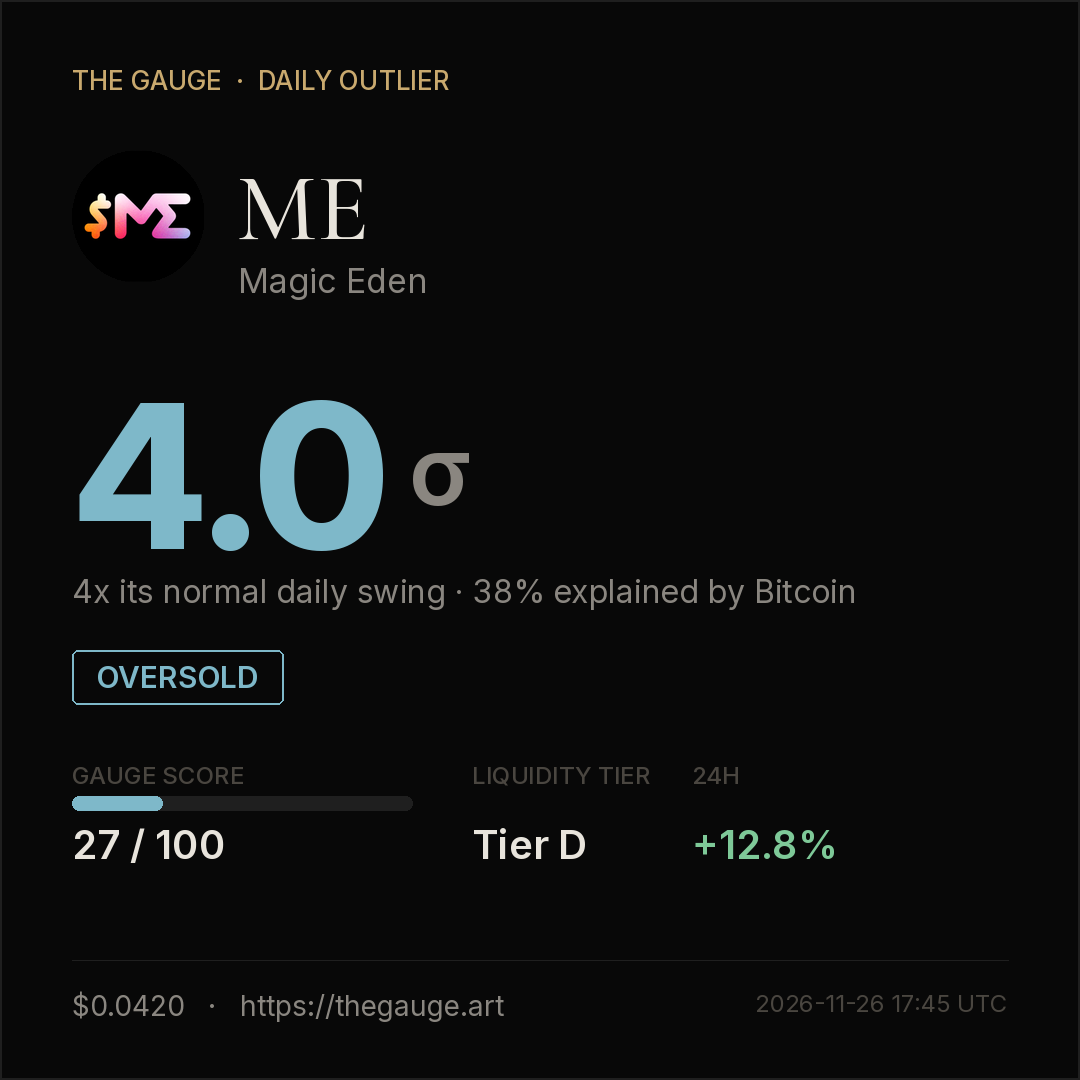 THE GAUGE · DAILY OUTLIER
$ME
ME
Magic Eden
4.0 σ
4x its normal daily swing · 38% explained by Bitcoin
OVERSOLD
GAUGE SCORE
27 / 100
LIQUIDITY TIER
Tier D
24H
+12.8%
$0.0420 · https://thegauge.art
2026-11-26 17:45 UTC